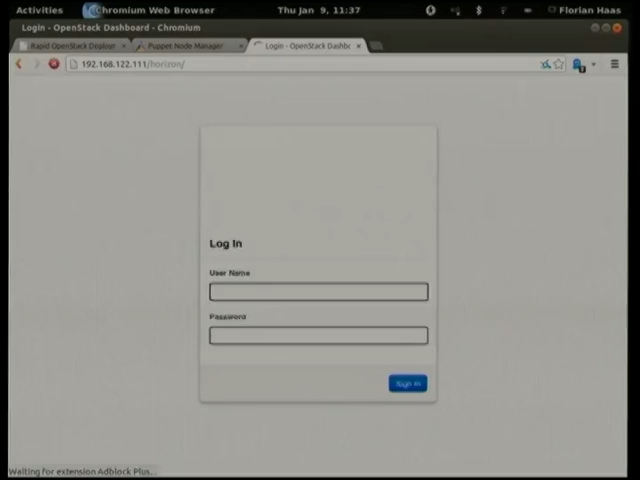 Activities
Chromium Web Browser
Thu Jan 9, 11:37
Florian Haas
Login - OpenStack Dashboard - Chromium
Rapid OpenStack Deploym
Puppet Node Manager
Login - OpenStack Dashbo
192.168.122.111/horizon/
Log In
User Name
Password
Sign In
Waiting for extension Adblock Plus...